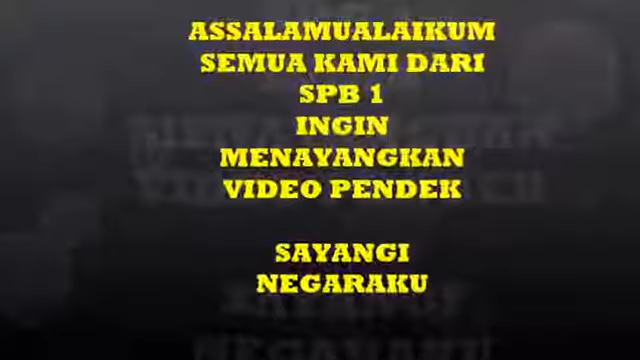 ASSALAMUALAIKUM
SEMUA KAMI DARI
SPB 1
INGIN
MENAYANGKAN
VIDEO PENDEK
SAYANGI
NEGARAKU